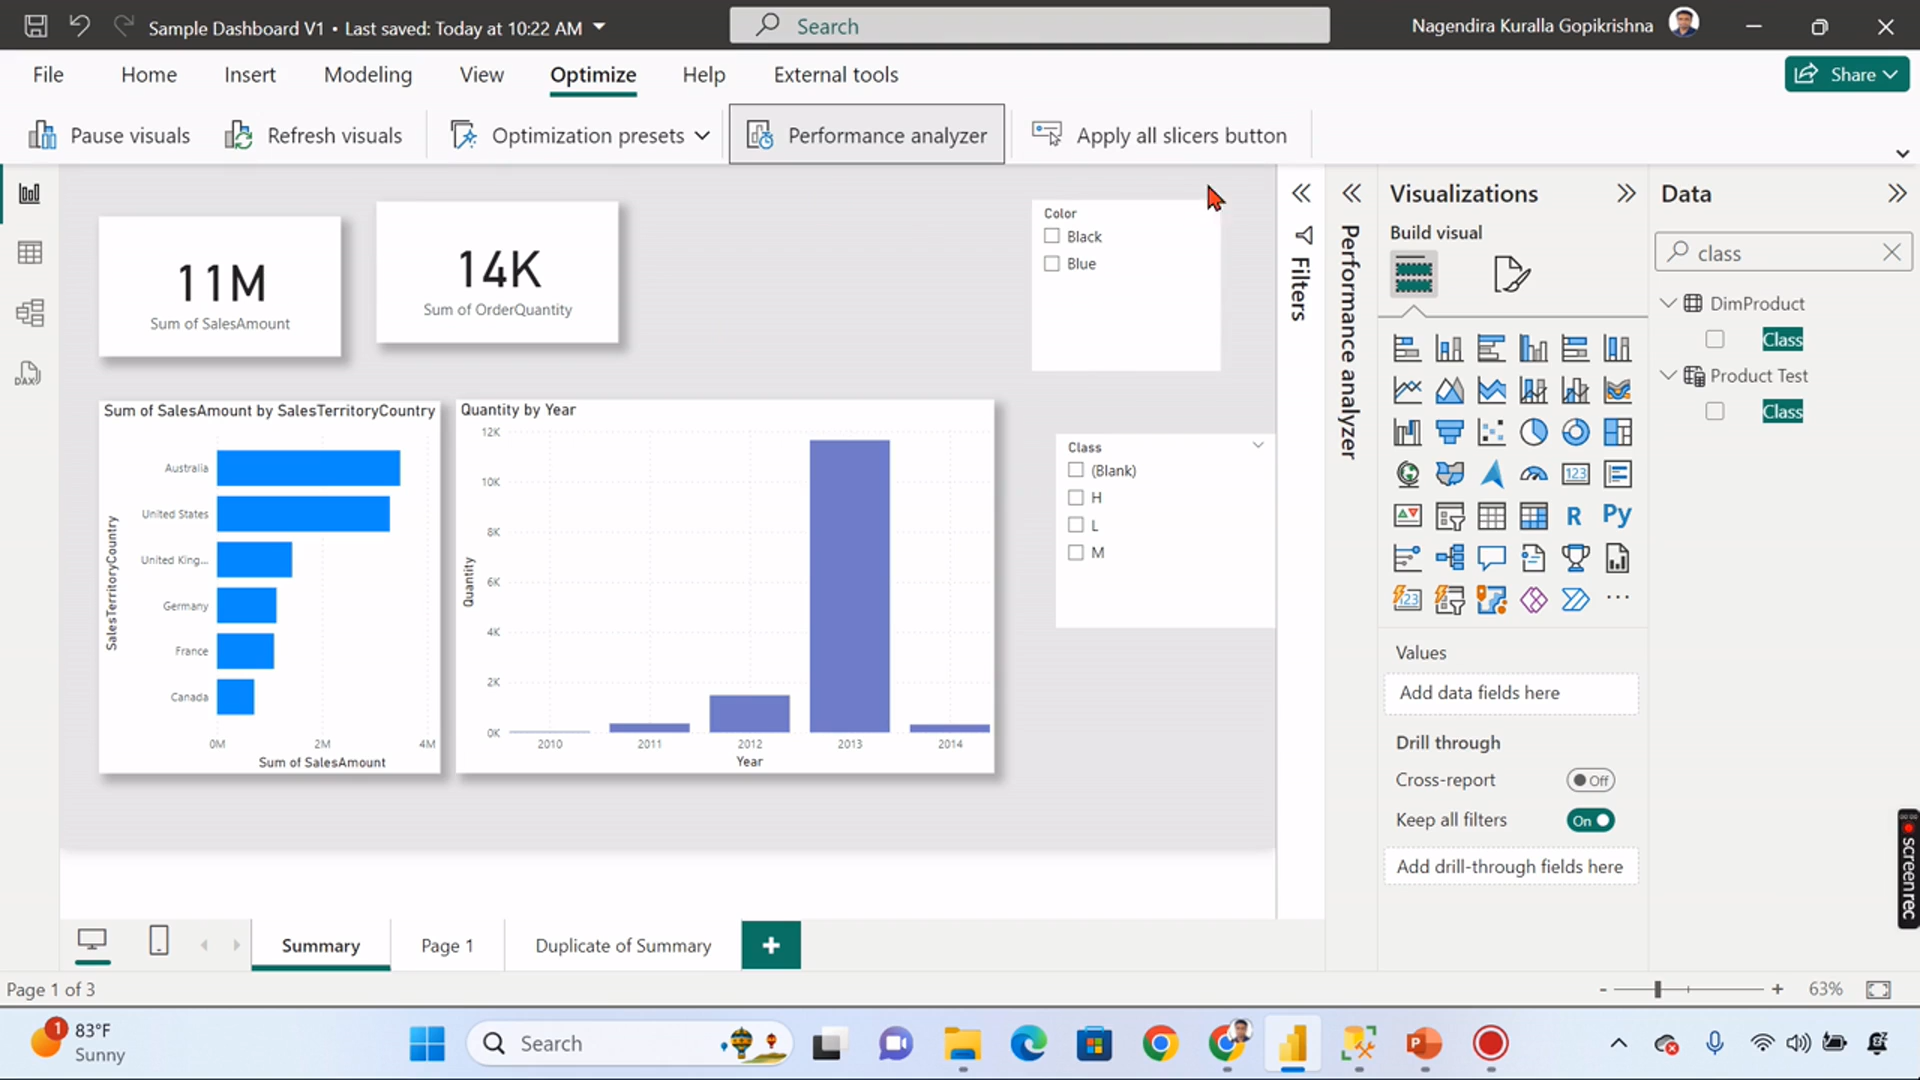 Sample Dashboard V1 • Last saved: Today at 10:22 AM
Search
Nagendira Kuralla Gopikrishna
File
Home
Insert
Modeling
View
Optimize
Help
External tools
Share
Pause visuals
Refresh visuals
Optimization presets
Performance analyzer
Apply all slicers button
11M
Sum of SalesAmount
14K
Sum of OrderQuantity
Color
Black
Blue
Sum of SalesAmount by SalesTerritoryCountry
SalesTerritoryCountry
Australia
United States
United King...
Germany
France
Canada
0M
2M
4M
Sum of SalesAmount
Quantity by Year
Quantity
12K
10K
8K
6K
4K
2K
0K
2010
2011
2012
2013
2014
Year
Class
(Blank)
H
L
M
Filters
Performance analyzer
Visualizations
Build visual
123
R
Py
123
Values
Add data fields here
Drill through
Cross-report
Off
Keep all filters
On
Add drill-through fields here
Data
class
DimProduct
Class
Product Test
Class
DAX
Summary
Page 1
Duplicate of Summary
Page 1 of 3
63%
00:00
screenrec
1
83°F
Sunny
Search
P